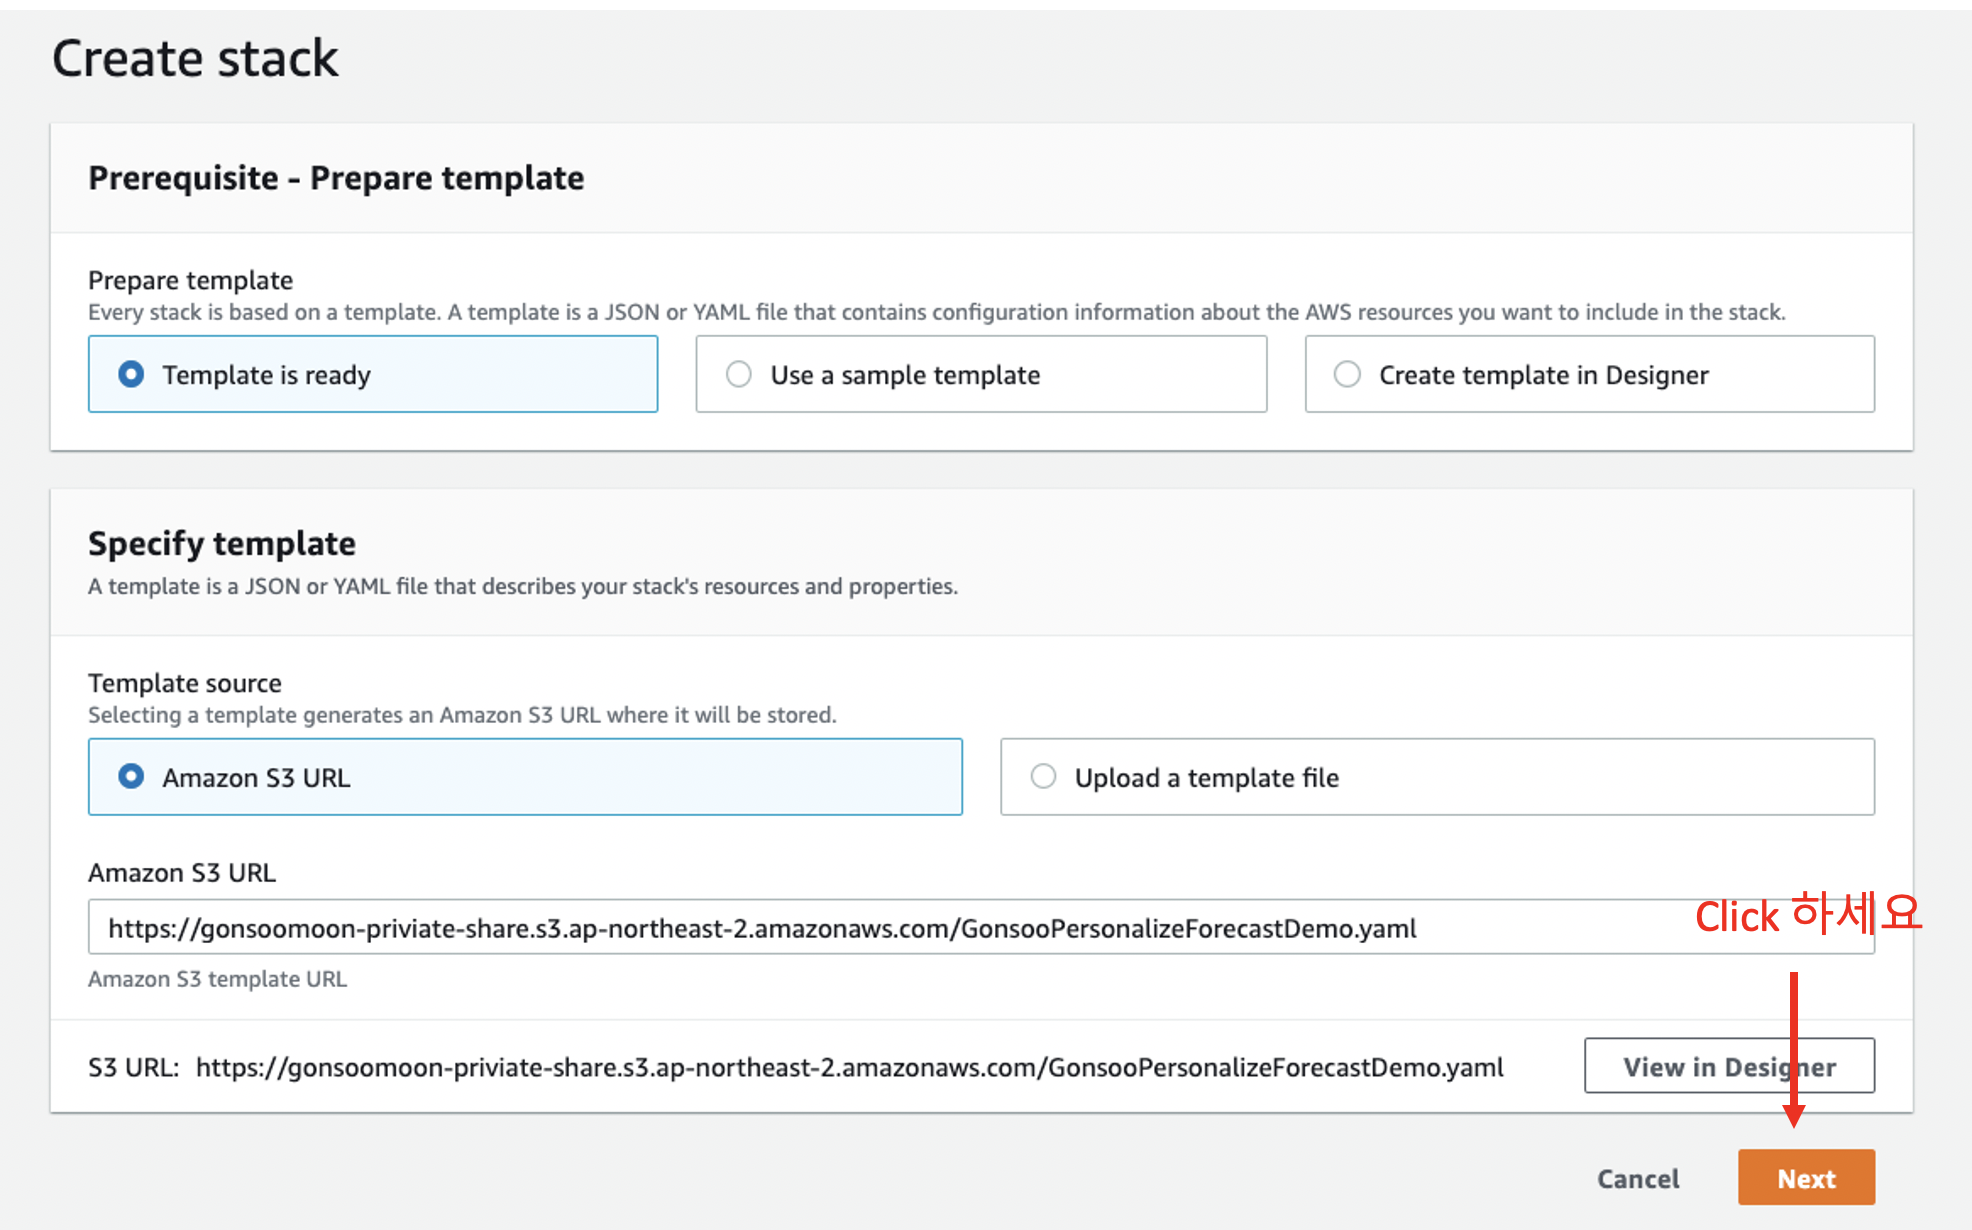 Create stack
Prerequisite - Prepare template
Prepare template
Every stack is based on a template. A template is a JSON or YAML file that contains configuration information about the AWS resources you want to include in the stack.
Template is ready
Use a sample template
Create template in Designer
Specify template
A template is a JSON or YAML file that describes your stack's resources and properties.
Template source
Selecting a template generates an Amazon S3 URL where it will be stored.
Amazon S3 URL
Upload a template file
Amazon S3 URL
https://gonsoomoon-priviate-share.s3.ap-northeast-2.amazonaws.com/GonsooPersonalizeForecastDemo.yaml
Click 하세요
Amazon S3 template URL
S3 URL: https://gonsoomoon-priviate-share.s3.ap-northeast-2.amazonaws.com/GonsooPersonalizeForecastDemo.yaml
View in Designer
Cancel
Next